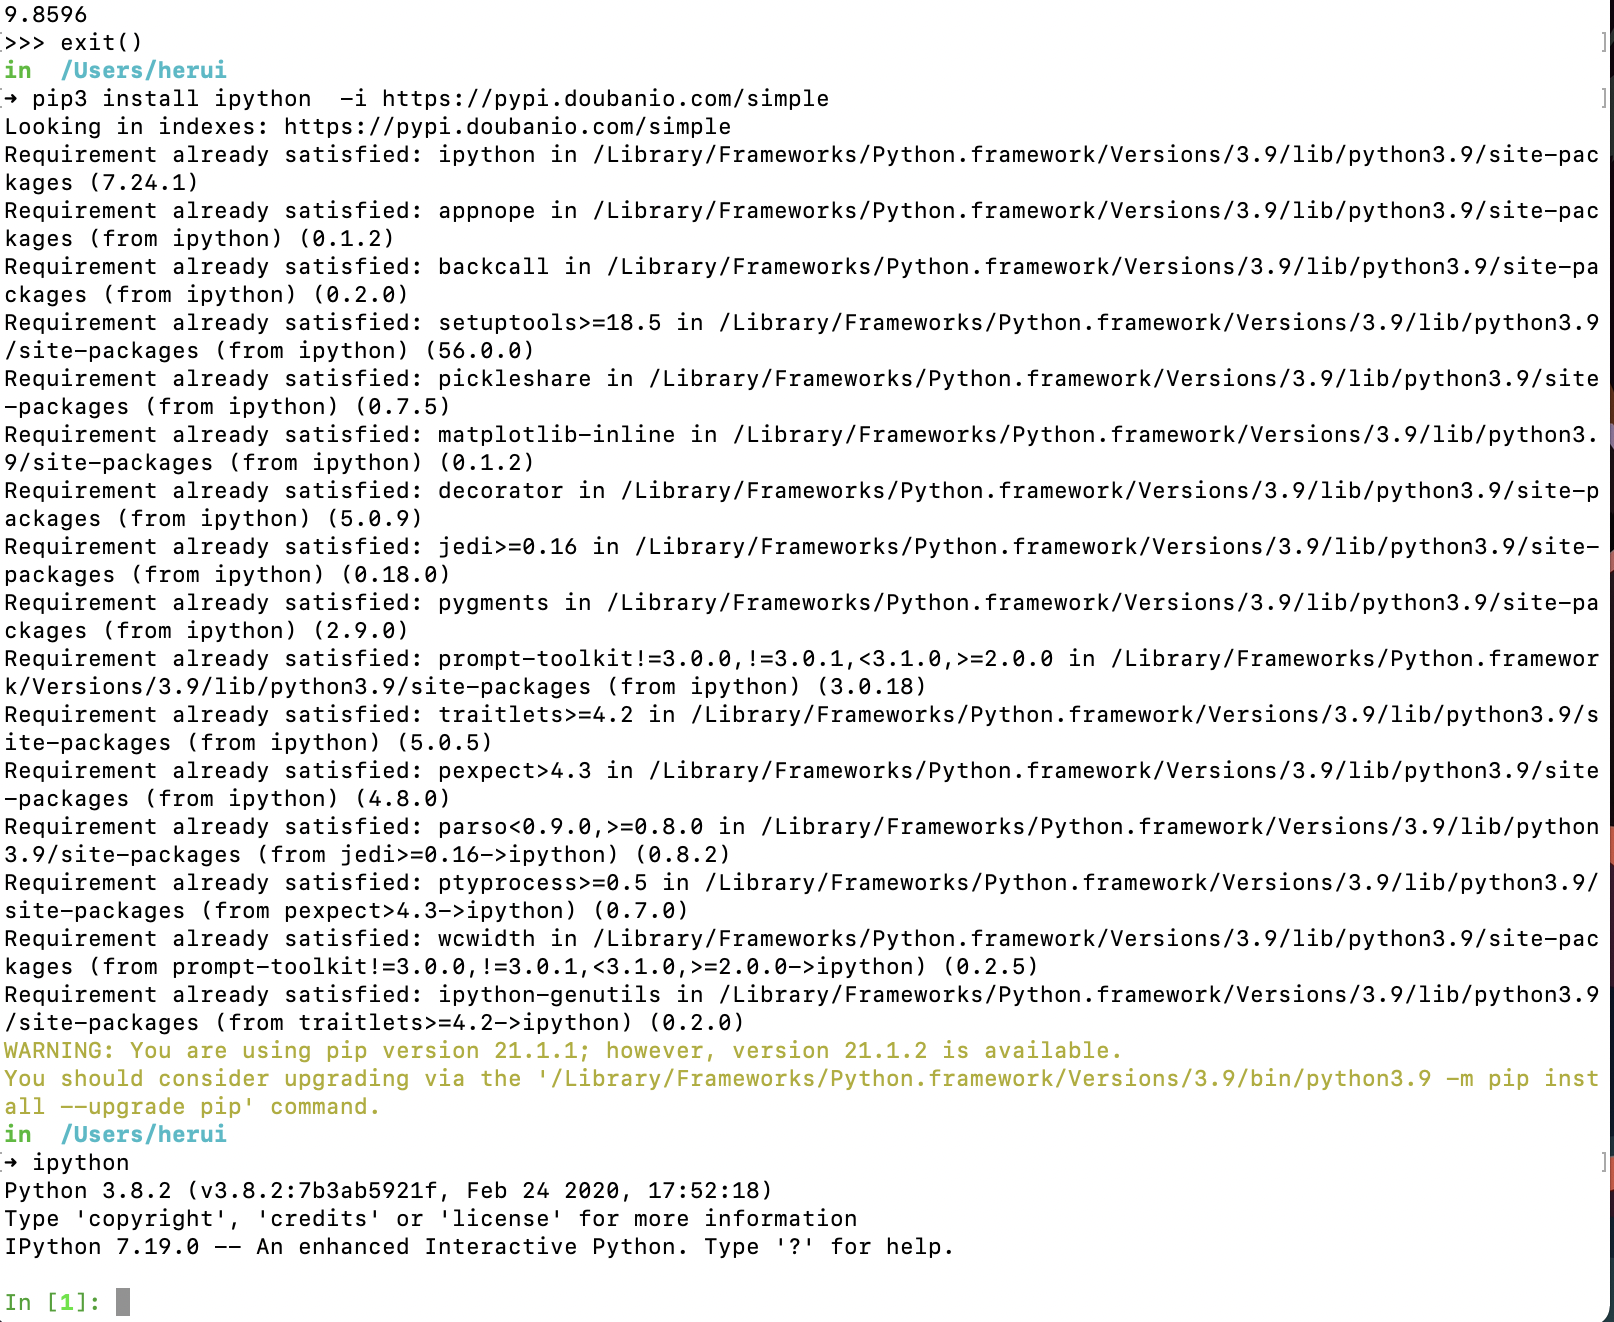 9.8596
>>> exit()
in  /Users/herui
→ pip3 install ipython  -i https://pypi.doubanio.com/simple
Looking in indexes: https://pypi.doubanio.com/simple
Requirement already satisfied: ipython in /Library/Frameworks/Python.framework/Versions/3.9/lib/python3.9/site-pac
kages (7.24.1)
Requirement already satisfied: appnope in /Library/Frameworks/Python.framework/Versions/3.9/lib/python3.9/site-pac
kages (from ipython) (0.1.2)
Requirement already satisfied: backcall in /Library/Frameworks/Python.framework/Versions/3.9/lib/python3.9/site-pa
ckages (from ipython) (0.2.0)
Requirement already satisfied: setuptools>=18.5 in /Library/Frameworks/Python.framework/Versions/3.9/lib/python3.9
/site-packages (from ipython) (56.0.0)
Requirement already satisfied: pickleshare in /Library/Frameworks/Python.framework/Versions/3.9/lib/python3.9/site
-packages (from ipython) (0.7.5)
Requirement already satisfied: matplotlib-inline in /Library/Frameworks/Python.framework/Versions/3.9/lib/python3.
9/site-packages (from ipython) (0.1.2)
Requirement already satisfied: decorator in /Library/Frameworks/Python.framework/Versions/3.9/lib/python3.9/site-p
ackages (from ipython) (5.0.9)
Requirement already satisfied: jedi>=0.16 in /Library/Frameworks/Python.framework/Versions/3.9/lib/python3.9/site-
packages (from ipython) (0.18.0)
Requirement already satisfied: pygments in /Library/Frameworks/Python.framework/Versions/3.9/lib/python3.9/site-pa
ckages (from ipython) (2.9.0)
Requirement already satisfied: prompt-toolkit!=3.0.0,!=3.0.1,<3.1.0,>=2.0.0 in /Library/Frameworks/Python.framewor
k/Versions/3.9/lib/python3.9/site-packages (from ipython) (3.0.18)
Requirement already satisfied: traitlets>=4.2 in /Library/Frameworks/Python.framework/Versions/3.9/lib/python3.9/s
ite-packages (from ipython) (5.0.5)
Requirement already satisfied: pexpect>4.3 in /Library/Frameworks/Python.framework/Versions/3.9/lib/python3.9/site
-packages (from ipython) (4.8.0)
Requirement already satisfied: parso<0.9.0,>=0.8.0 in /Library/Frameworks/Python.framework/Versions/3.9/lib/python
3.9/site-packages (from jedi>=0.16->ipython) (0.8.2)
Requirement already satisfied: ptyprocess>=0.5 in /Library/Frameworks/Python.framework/Versions/3.9/lib/python3.9/
site-packages (from pexpect>4.3->ipython) (0.7.0)
Requirement already satisfied: wcwidth in /Library/Frameworks/Python.framework/Versions/3.9/lib/python3.9/site-pac
kages (from prompt-toolkit!=3.0.0,!=3.0.1,<3.1.0,>=2.0.0->ipython) (0.2.5)
Requirement already satisfied: ipython-genutils in /Library/Frameworks/Python.framework/Versions/3.9/lib/python3.9
/site-packages (from traitlets>=4.2->ipython) (0.2.0)
WARNING: You are using pip version 21.1.1; however, version 21.1.2 is available.
You should consider upgrading via the '/Library/Frameworks/Python.framework/Versions/3.9/bin/python3.9 -m pip inst
all --upgrade pip' command.
in  /Users/herui
→ ipython
Python 3.8.2 (v3.8.2:7b3ab5921f, Feb 24 2020, 17:52:18)
Type 'copyright', 'credits' or 'license' for more information
IPython 7.19.0 -- An enhanced Interactive Python. Type '?' for help.
In [1]: